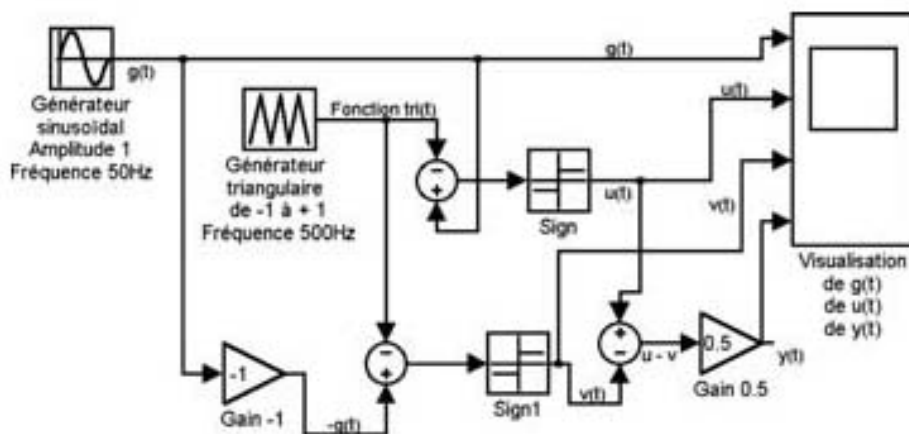 g(t)
Générateur
sinusoïdal
Amplitude 1
Fréquence 50Hz
Fonction tri(t)
Générateur
triangulaire
de -1 à + 1
Fréquence 500Hz
g(t)
u(t)
-
+
Sign
u(t)
v(t)
Visualisation
de g(t)
de u(t)
de y(t)
-1
Gain -1
-g(t)
-
+
Sign1
v(t)
+
-
u - v
0.5
Gain 0.5
y(t)